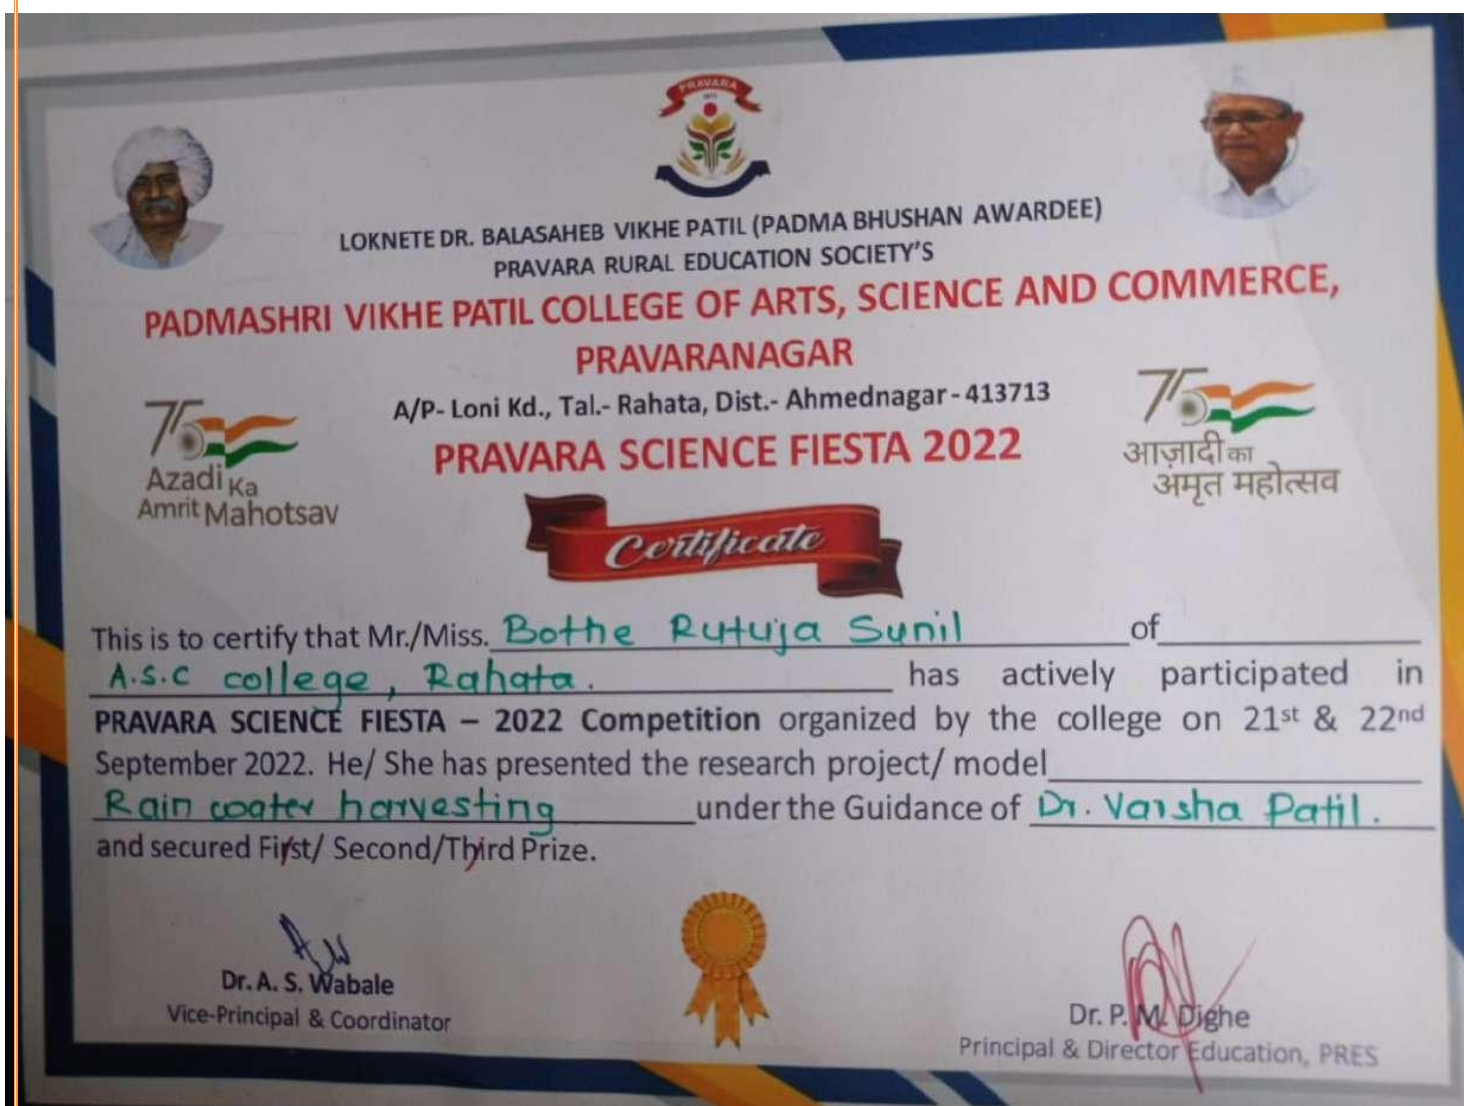 PRAVARA
LOKNETE DR. BALASAHEB VIKHE PATIL (PADMA BHUSHAN AWARDEE)
PRAVARA RURAL EDUCATION SOCIETY'S
PADMASHRI VIKHE PATIL COLLEGE OF ARTS, SCIENCE AND COMMERCE,
PRAVARANAGAR
A/P- Loni Kd., Tal.- Rahata, Dist.- Ahmednagar - 413713
PRAVARA SCIENCE FIESTA 2022
75
Azadi Ka
Amrit Mahotsav
75
आज़ादी का
अमृत महोत्सव
Certificate
This is to certify that Mr./Miss. Bothe Rutuja Sunil of
A.S.C college, Rahata. has actively participated in
PRAVARA SCIENCE FIESTA – 2022 Competition organized by the college on 21st & 22nd
September 2022. He/ She has presented the research project/ model
Rain water harvesting under the Guidance of Dr. Varsha Patil.
and secured First/ Second/Third Prize.
Dr. A. S. Wabale
Vice-Principal & Coordinator
Dr. P. M. Dighe
Principal & Director Education, PRES